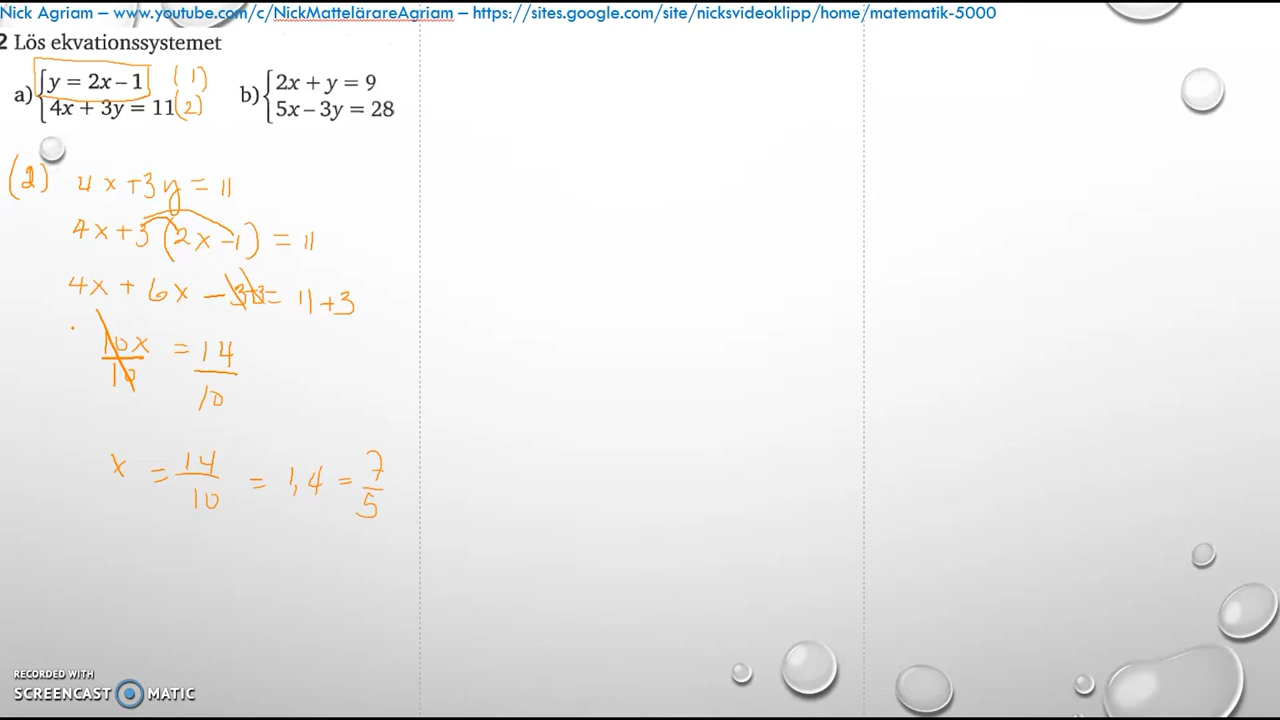 Nick Agriam – www.youtube.com/c/NickMattelärareAgriam – https://sites.google.com/site/nicksvideoklipp/home/matematik-5000
2 Lös ekvationssystemet
a) { y = 2x – 1 (1)
4x + 3y = 11 (2)
b) { 2x + y = 9
5x – 3y = 28
(2) 4x + 3y = 11
4x + 3 (2x – 1) = 11
4x + 6x – 3 + 3 = 11 + 3
10x/10 = 14/10
x = 14/10 = 1,4 = 7/5
RECORDED WITH
SCREENCAST MATIC